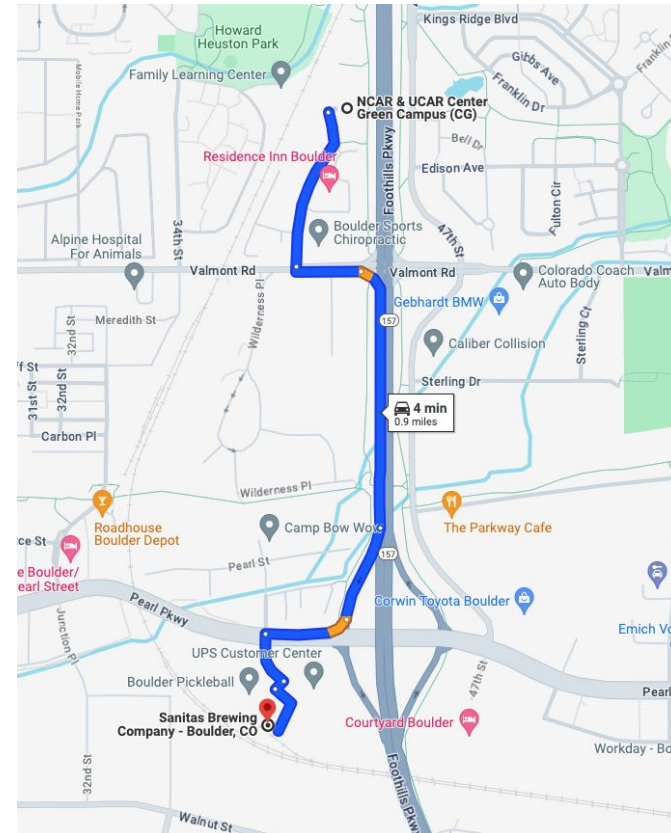 Howard
Heuston Park
Kings Ridge Blvd
Gibbs Ave
Franklin Dr
Family Learning Center
Mobile Home Park
NCAR & UCAR Center
Green Campus (CG)
Foothills Pkwy
Bell Dr
Residence Inn Boulder
Edison Ave
Fulton Cir
34th St
47th St
Boulder Sports
Chiropractic
Alpine Hospital
For Animals
Valmont Rd
Valmont Rd
Colorado Coach
Auto Body
Valm
Gebhardt BMW
Meredith St
Wilderness Pl
157
Sterling Ct
32nd St
Caliber Collision
ff St
31st St
32nd St
Sterling Dr
4 min
0.9 miles
Carbon Pl
Wilderness Pl
Roadhouse
Boulder Depot
Camp Bow Wow
The Parkway Cafe
rce St
157
Pearl St
e Boulder/
earl Street
Pearl Pkwy
Corwin Toyota Boulder
Emich Vo
Junction Pl
UPS Customer Center
47th St
Boulder Pickleball
Pearl
Sanitas Brewing
Company - Boulder, CO
Courtyard Boulder
Workday - Bo
32nd St
Foothills Pkwy
Walnut St